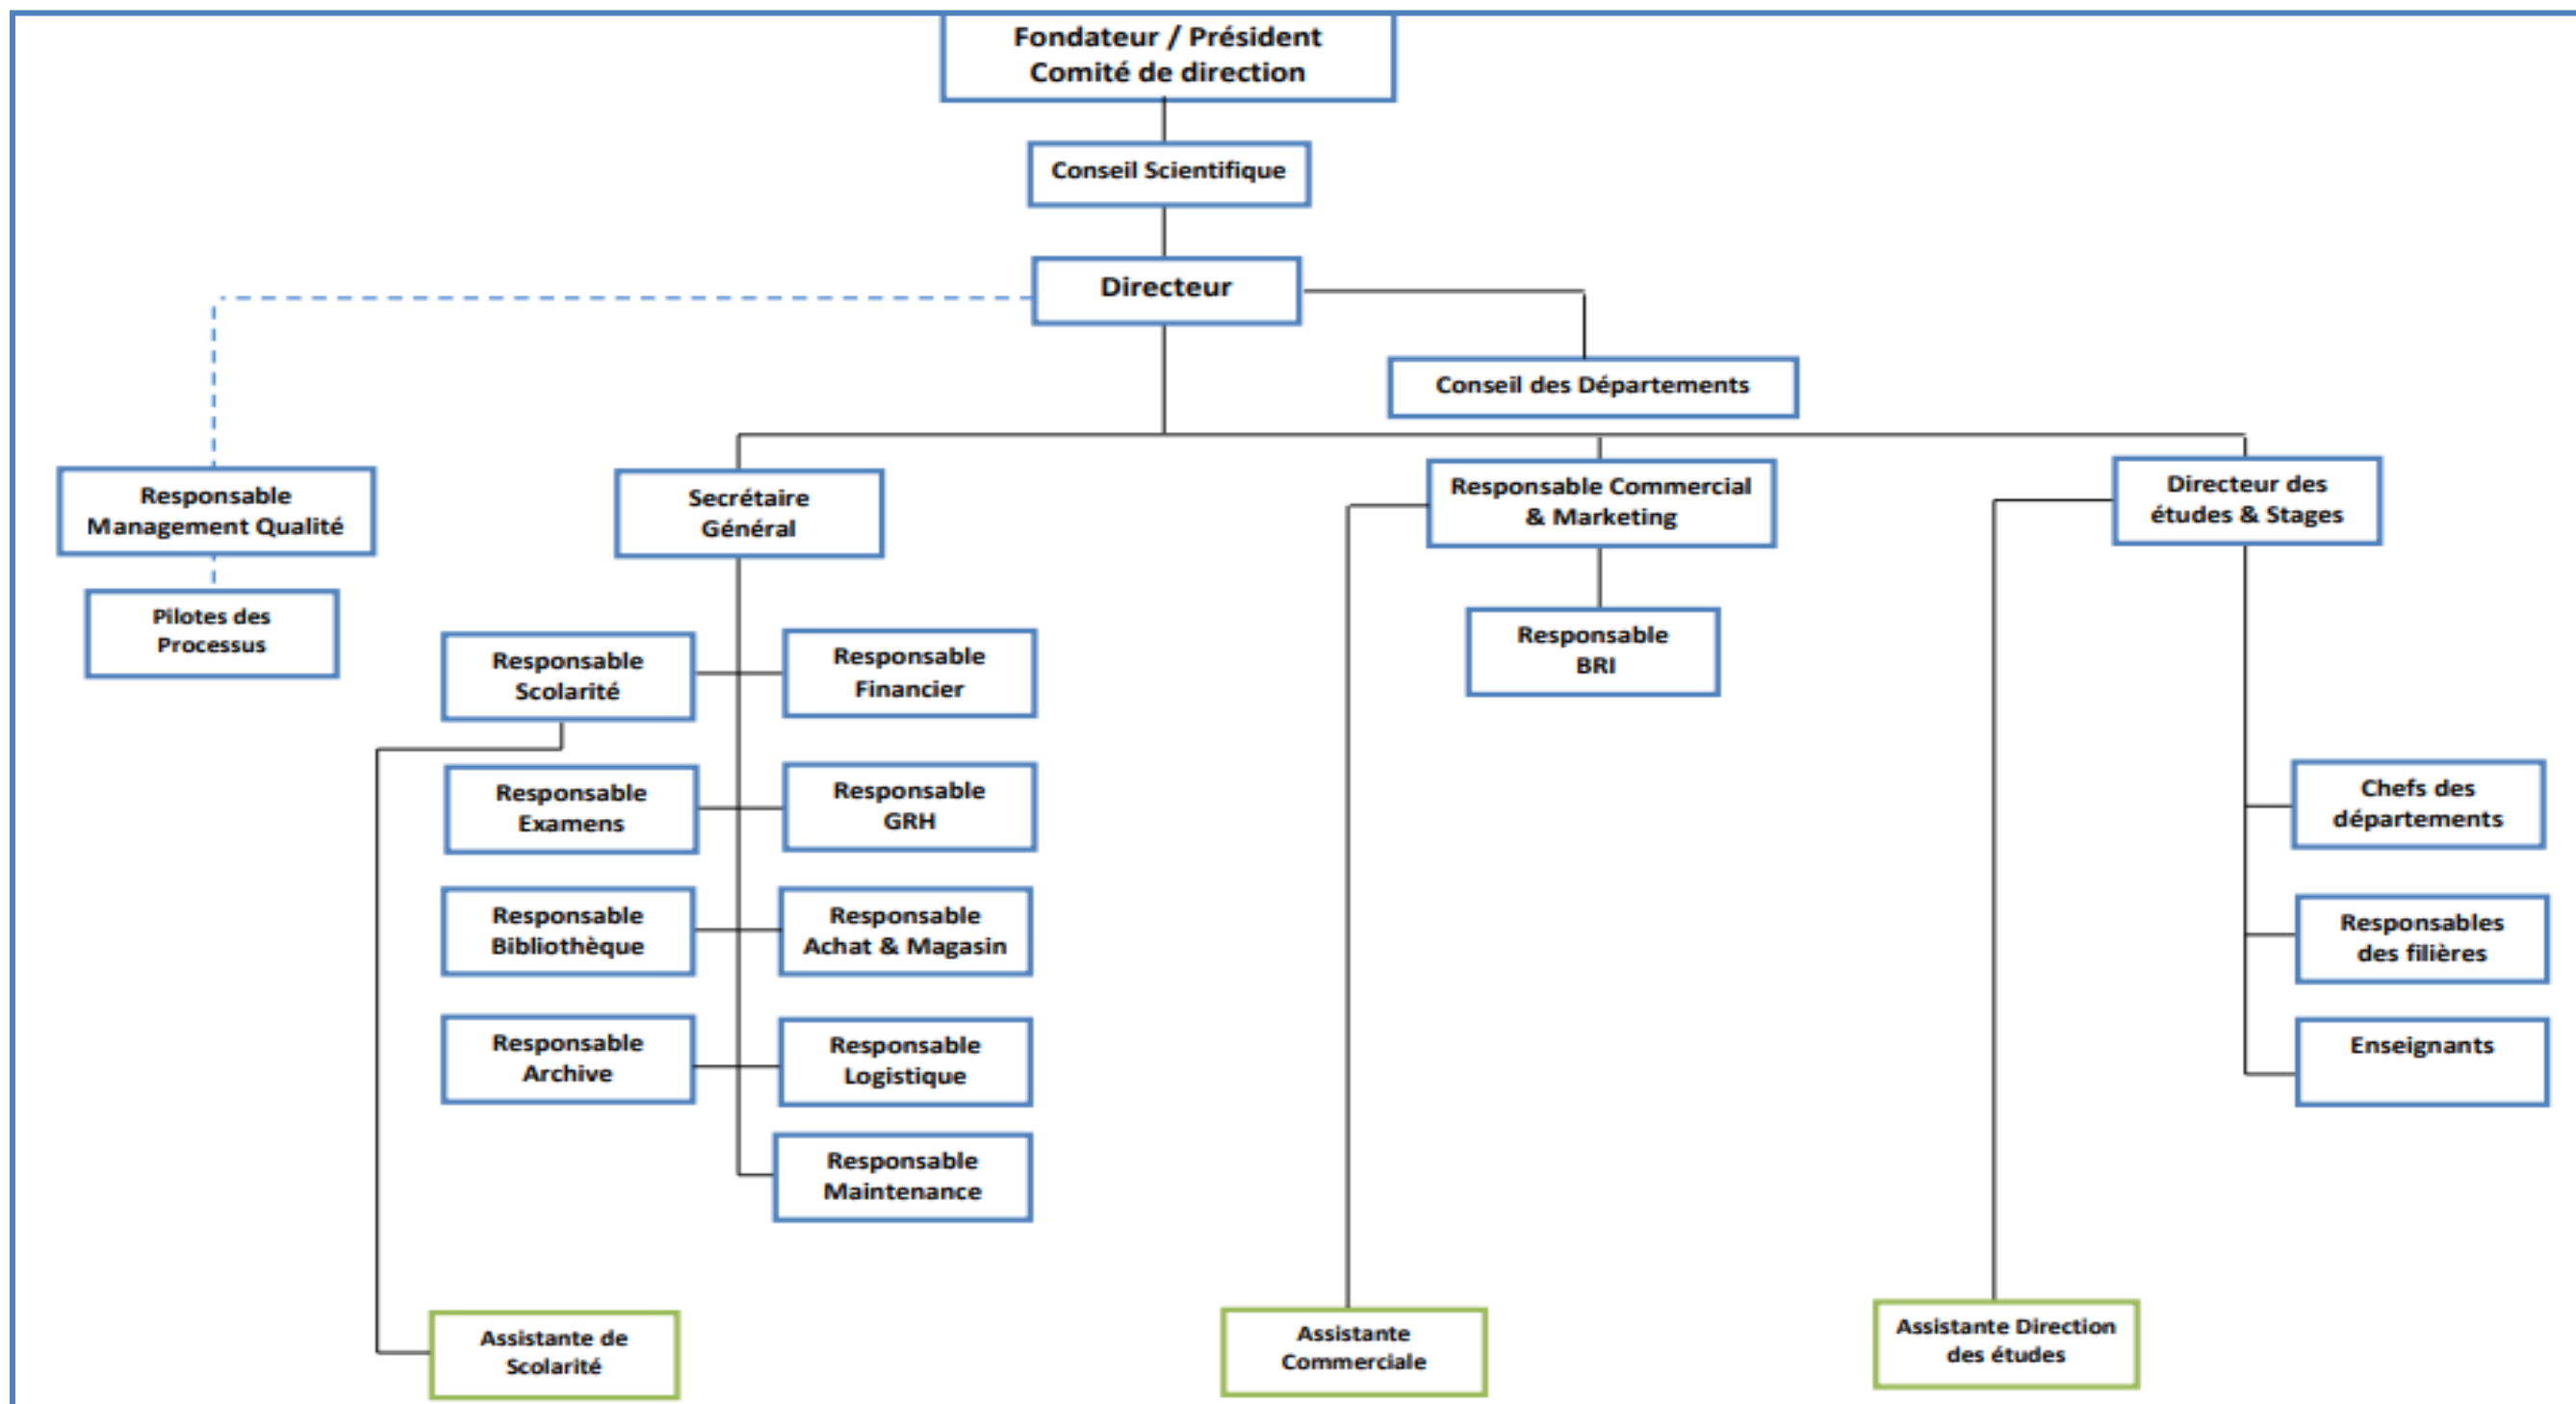 Fondateur / Président
Comité de direction
Conseil Scientifique
Directeur
Conseil des Départements
Responsable
Management Qualité
Secrétaire
Général
Responsable Commercial
& Marketing
Directeur des
études & Stages
Pilotes des
Processus
Responsable
Scolarité
Responsable
Financier
Responsable
BRI
Responsable
Examens
Responsable
GRH
Chefs des
départements
Responsable
Bibliothèque
Responsable
Achat & Magasin
Responsables
des filières
Responsable
Archive
Responsable
Logistique
Enseignants
Responsable
Maintenance
Assistante de
Scolarité
Assistante
Commerciale
Assistante Direction
des études